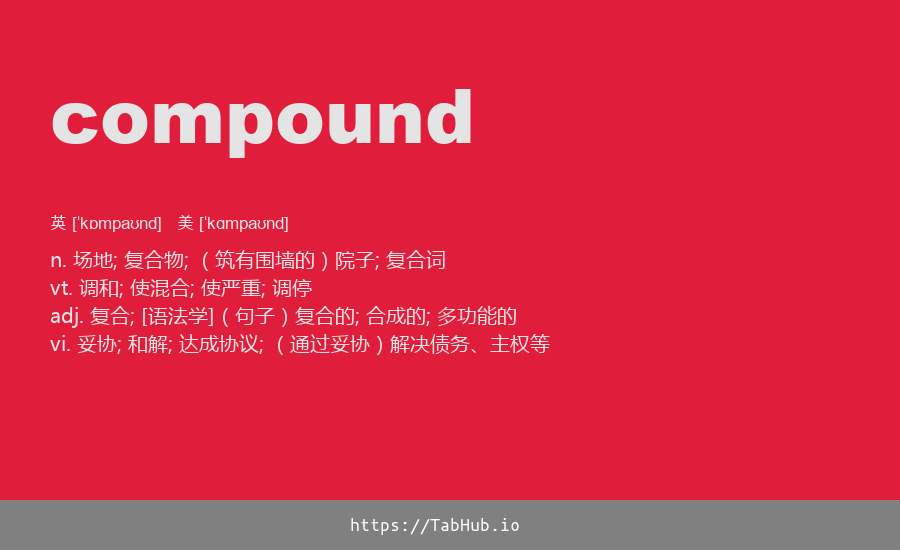 compound
英 [ˈkɒmpaʊnd] 美 [ˈkɑmpaʊnd]
n. 场地; 复合物; （筑有围墙的）院子; 复合词
vt. 调和; 使混合; 使严重; 调停
adj. 复合; [语法学]（句子）复合的; 合成的; 多功能的
vi. 妥协; 和解; 达成协议; （通过妥协）解决债务、主权等
https://TabHub.io